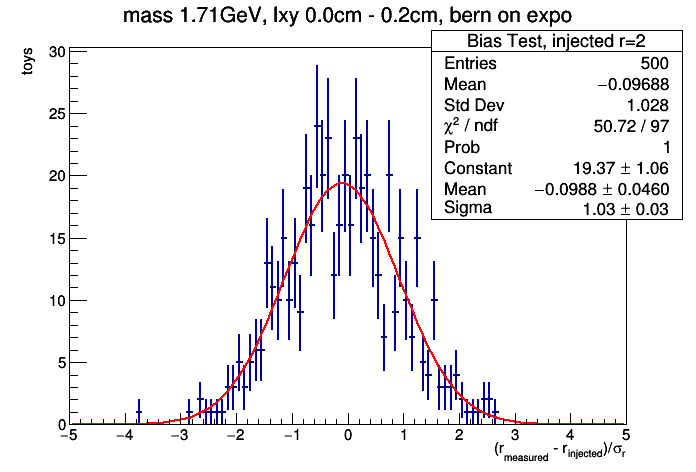 mass 1.71GeV, lxy 0.0cm - 0.2cm, bern on expo
Bias Test, injected r=2
Entries 500
Mean −0.09688
Std Dev 1.028
χ² / ndf 50.72 / 97
Prob 1
Constant 19.37 ± 1.06
Mean −0.0988 ± 0.0460
Sigma 1.03 ± 0.03
toys
30
25
20
15
10
5
0
−5 −4 −3 −2 −1 0 1 2 3 4 5
(r_measured - r_injected)/σ_r